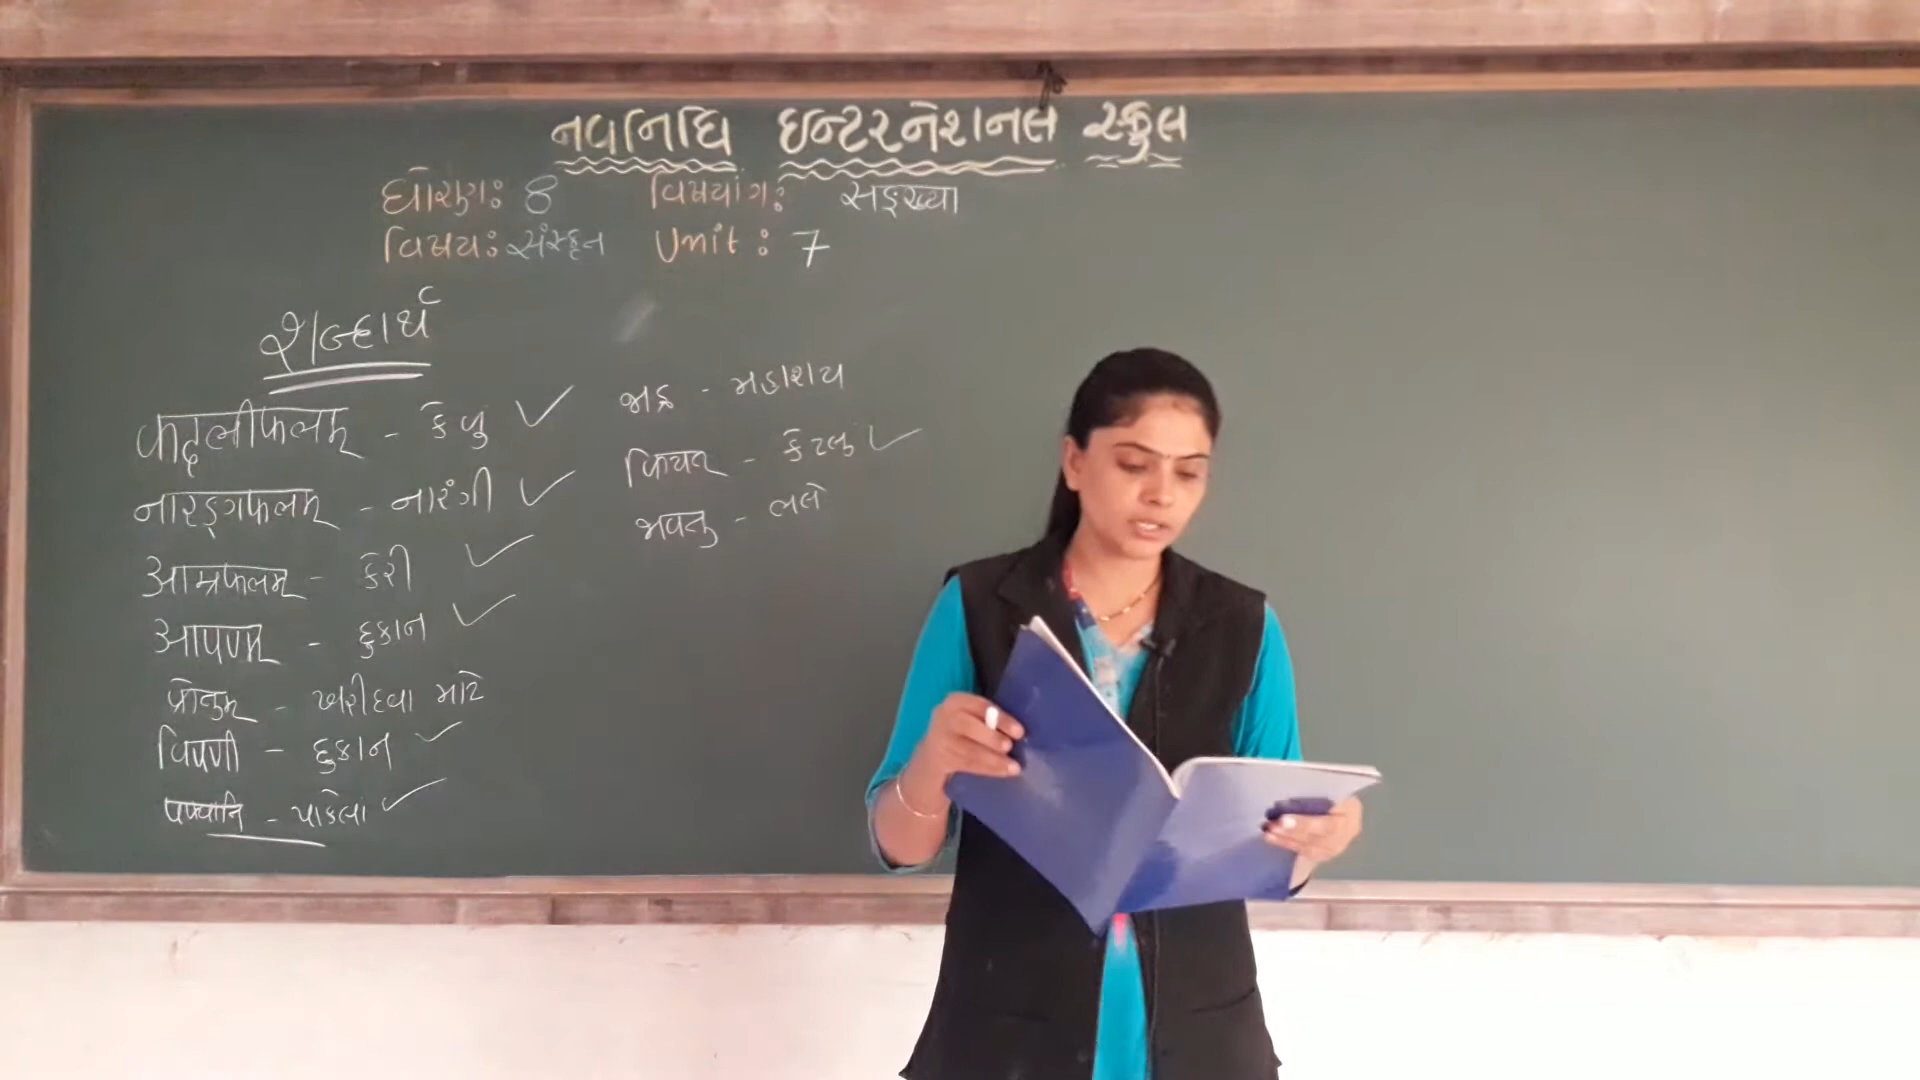 નવનિધિ ઇન્ટરનેશનલ સ્કુલ
ધોરણ: 8 વિષયાંગ: સઙ્ખ્યા
વિષય: સંસ્કૃત Unit: 7
શબ્દાર્થ
कदलीफलम् - કેળુ ✓
नारङ्गफलम् - નારંગી ✓
आम्रफलम् - કેરી ✓
आपणम् - દુકાન ✓
क्रेतुम् - ખરીદવા માટે
विपणी - દુકાન ✓
पक्वानि - પાકેલા ✓
भद्र - મહાશય
कियत् - કેટલુ ✓
भवतु - ભલે